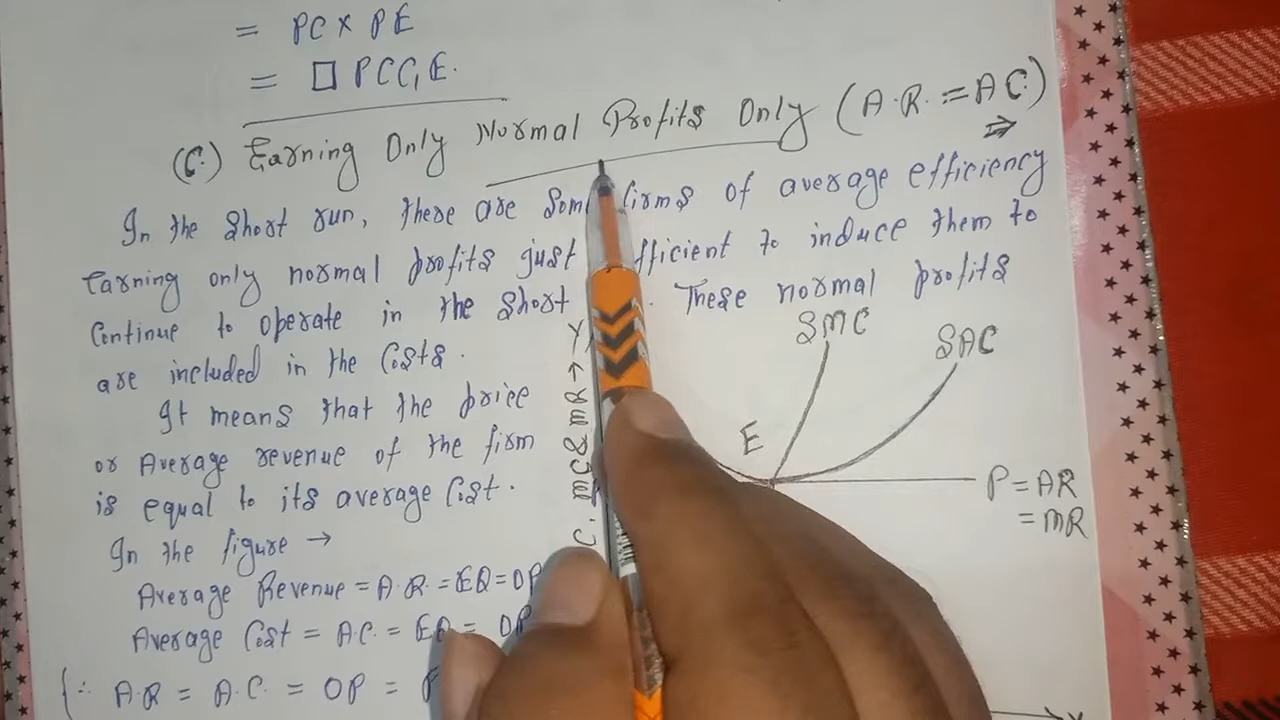 = PC × PE
= □ PCC₁E.
(C.) Earning Only Normal Profits Only (A.R. = AC)
⇒
In the Short run, there are Some firms of average efficiency
Earning only normal profits just fficient to induce them to
Continue to Operate in the Short . These normal profits
are included in the Costs.
It means that the price
or Average revenue of the firm
is equal to its average Cost.
In the figure →
Average Revenue = A.R. = EQ = OP
Average Cost = A.C. = EQ = OP
{∴ A.R = A.C. = OP =
Y
SMC
SAC
E
P = AR
= MR
X